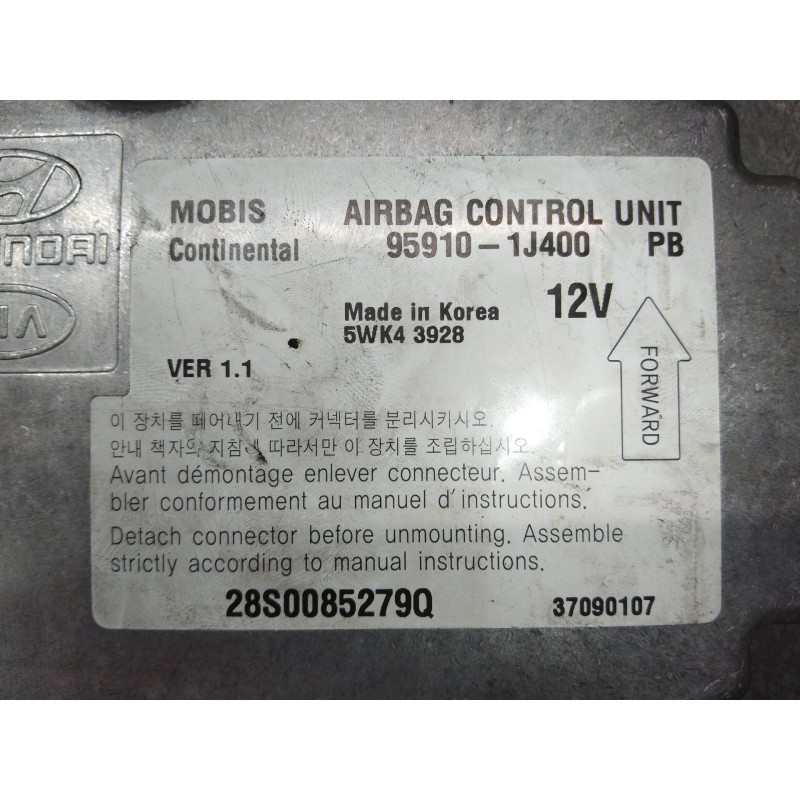 MOBIS AIRBAG CONTROL UNIT
Continental 95910-1J400 PB
HYUNDAI
Made in Korea 12V
5WK4 3928
KIA
VER 1.1
FORWARD
이 장치를 떼어내기 전에 커넥터를 분리시키시오.
안내 책자의 지침 따라서만 이 장치를 조립하십시오.
Avant démontage enlever connecteur. Assem-
bler conformement au manuel d'instructions.
Detach connector before unmounting. Assemble
strictly according to manual instructions.
28S0085279Q 37090107